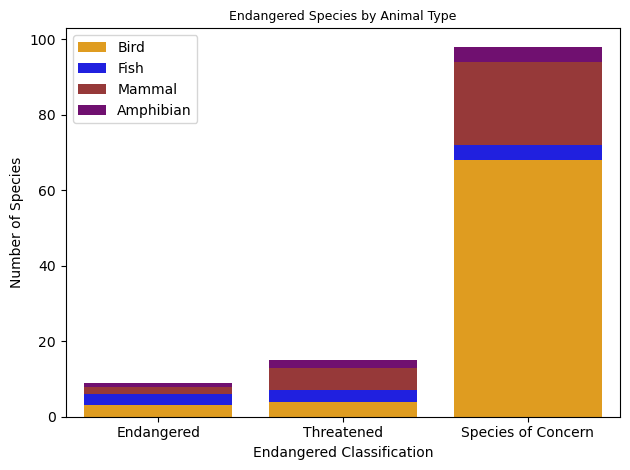 Endangered Species by Animal Type
Bird
Fish
Mammal
Amphibian
100
80
60
40
20
0
Number of Species
Endangered
Threatened
Species of Concern
Endangered Classification